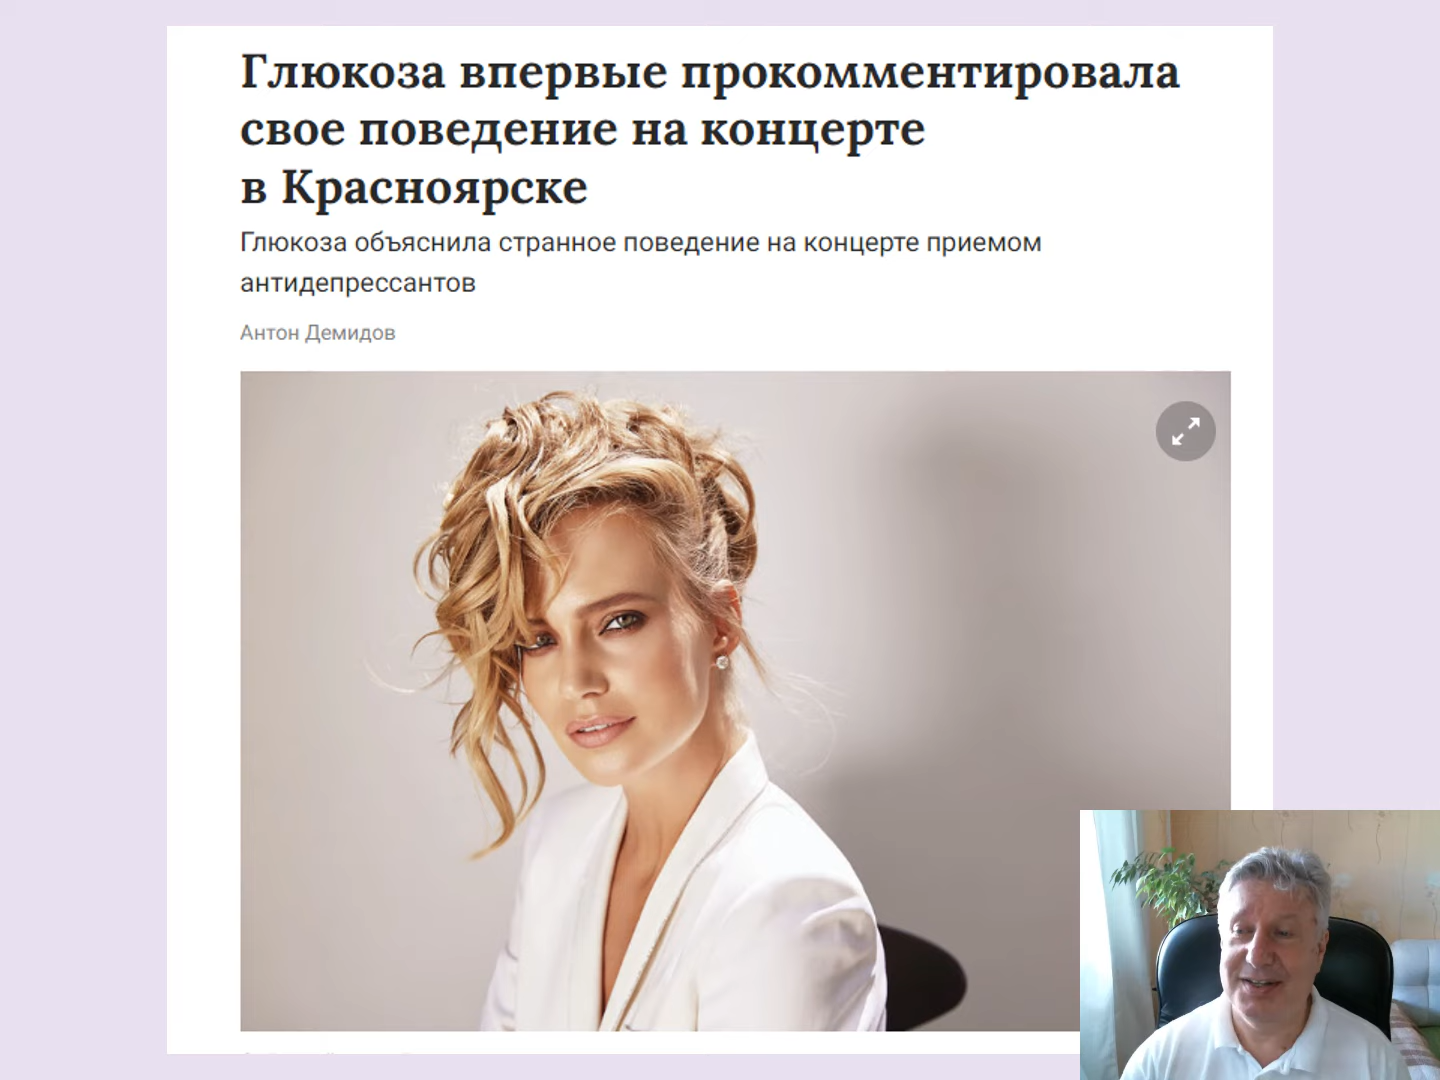 Глюкоза впервые прокомментировала
свое поведение на концерте
в Красноярске
Глюкоза объяснила странное поведение на концерте приемом
антидепрессантов
Антон Демидов